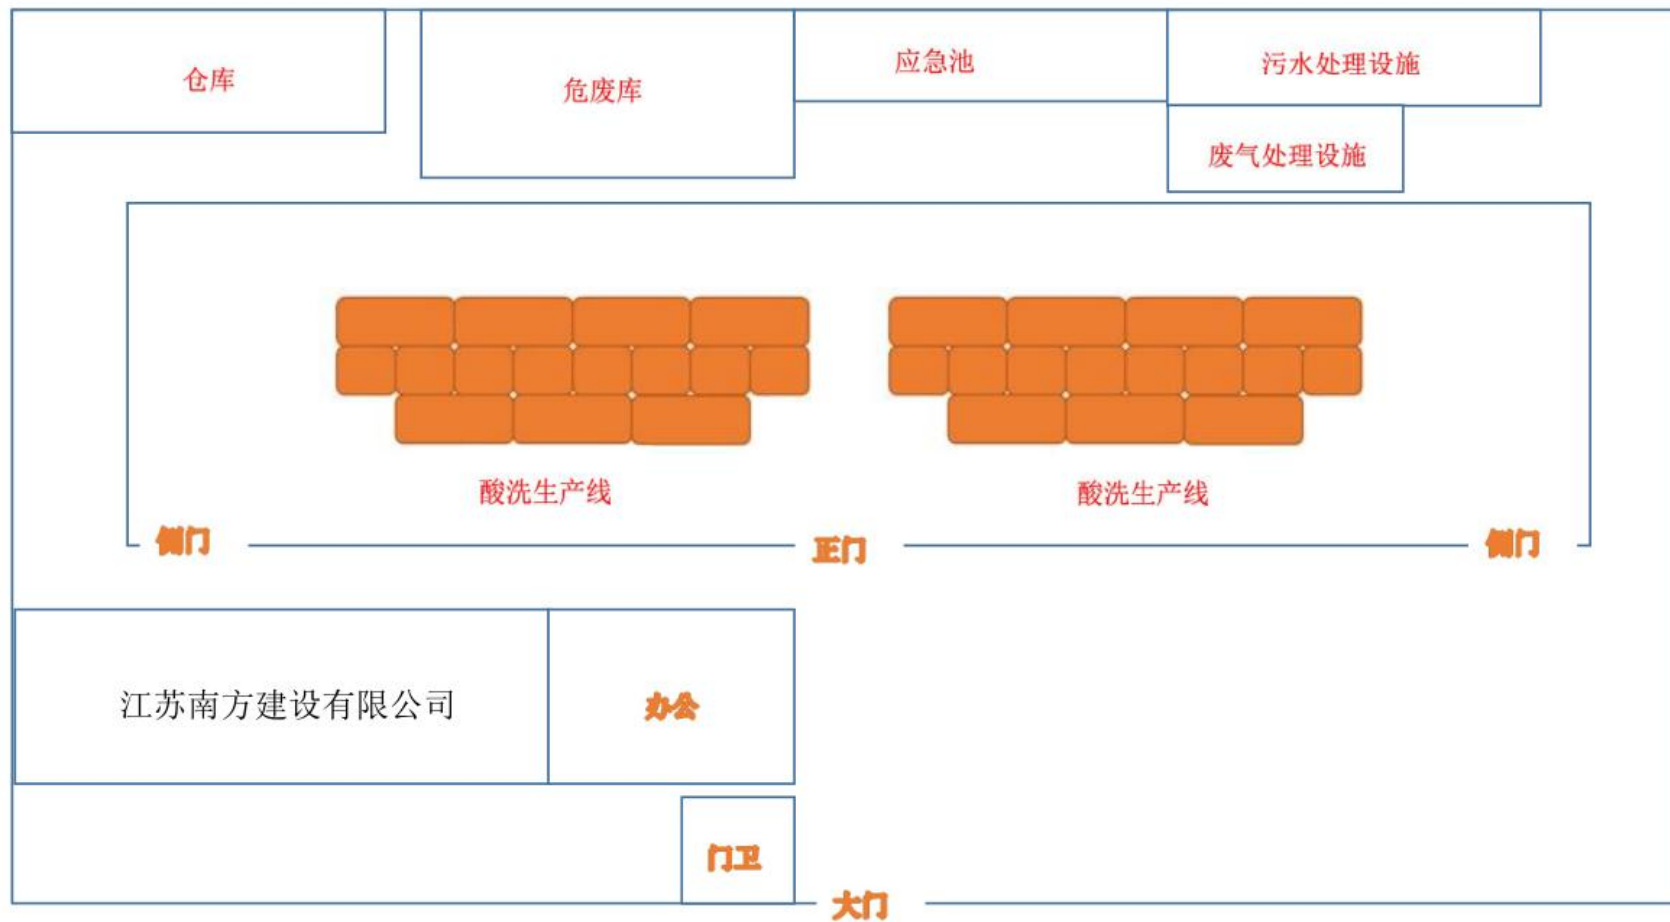 仓库
危废库
应急池
污水处理设施
废气处理设施
酸洗生产线
酸洗生产线
侧门
正门
侧门
江苏南方建设有限公司
办公
门卫
大门